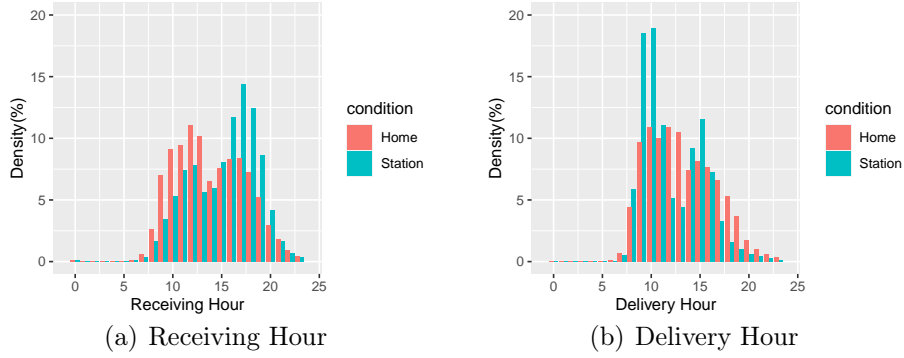 20
15
10
5
0
Density(%)
0 5 10 15 20 25
Receiving Hour
condition
Home
Station
(a) Receiving Hour
20
15
10
5
0
Density(%)
0 5 10 15 20 25
Delivery Hour
condition
Home
Station
(b) Delivery Hour